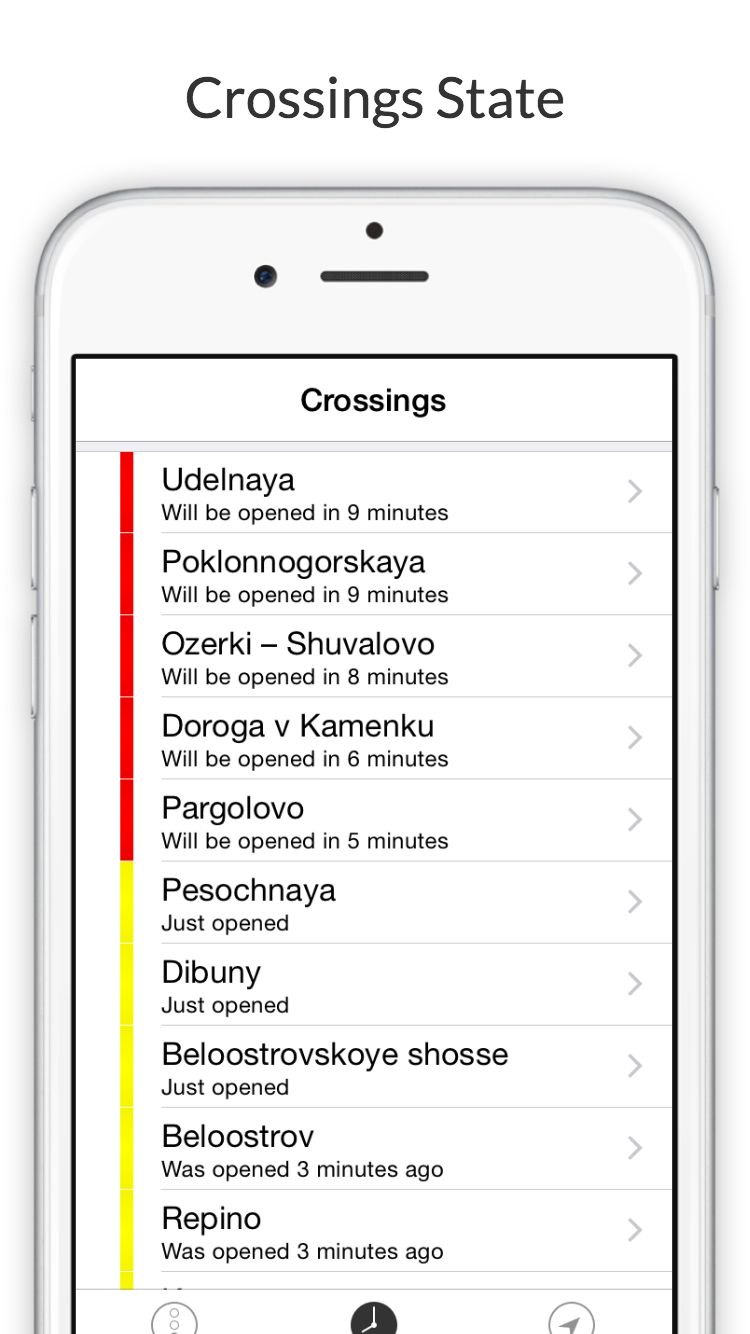 Crossings State
Crossings
Udelnaya
Will be opened in 9 minutes
Poklonnogorskaya
Will be opened in 9 minutes
Ozerki – Shuvalovo
Will be opened in 8 minutes
Doroga v Kamenku
Will be opened in 6 minutes
Pargolovo
Will be opened in 5 minutes
Pesochnaya
Just opened
Dibuny
Just opened
Beloostrovskoye shosse
Just opened
Beloostrov
Was opened 3 minutes ago
Repino
Was opened 3 minutes ago